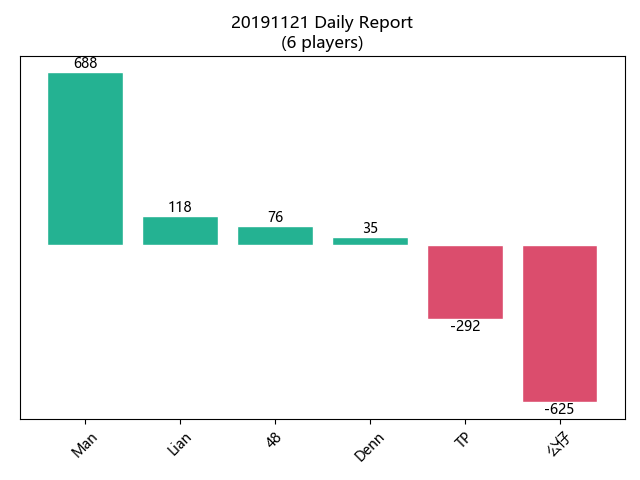 20191121 Daily Report
(6 players)
688
118
76
35
-292
-625
Man
Lian
48
Denn
TP
公仔